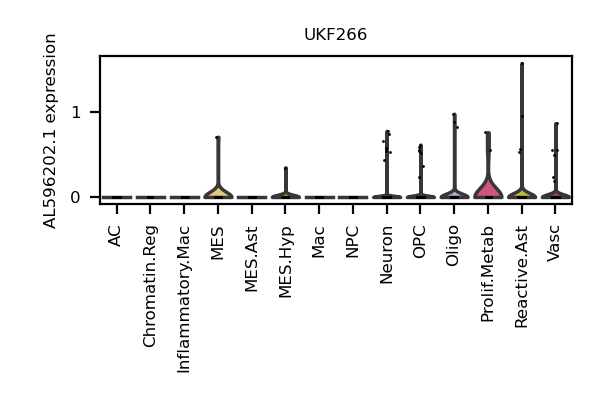 UKF266
AL596202.1 expression
1
0
AC
Chromatin.Reg
Inflammatory.Mac
MES
MES.Ast
MES.Hyp
Mac
NPC
Neuron
OPC
Oligo
Prolif.Metab
Reactive.Ast
Vasc